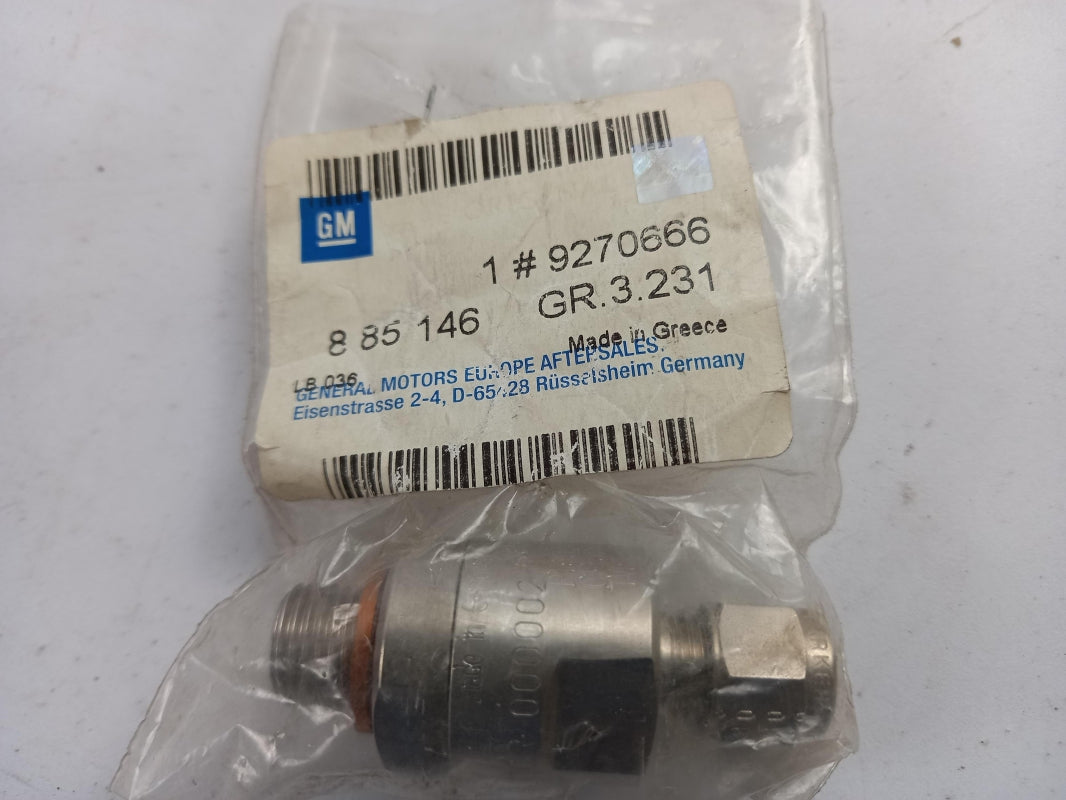 GM
1 # 9270666
8 85 146 GR.3.231
Made in Greece
LB 036
GENERAL MOTORS EUROPE AFTERSALES.
Eisenstrasse 2-4, D-65428 Rüsselsheim Germany